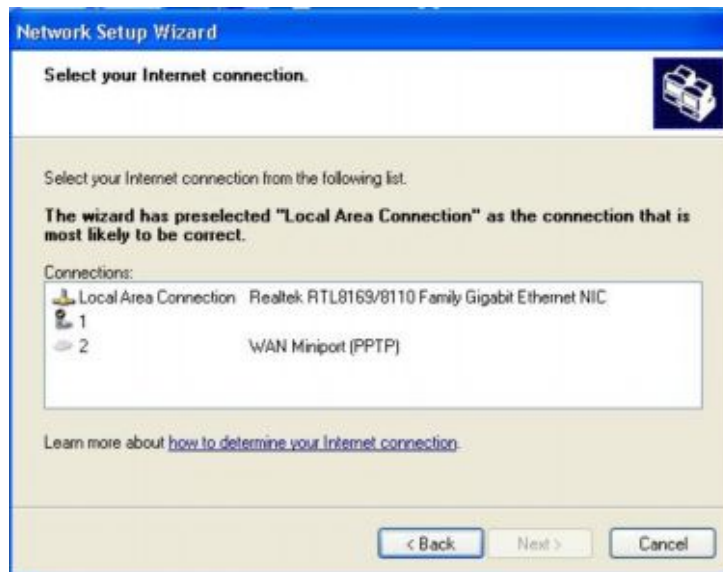 Network Setup Wizard
Select your Internet connection.
Select your Internet connection from the following list.
The wizard has preselected "Local Area Connection" as the connection that is
most likely to be correct.
Connections:
Local Area Connection Realtek RTL8169/8110 Family Gigabit Ethernet NIC
1
2 WAN Miniport (PPTP)
Learn more about how to determine your Internet connection.
< Back Next > Cancel